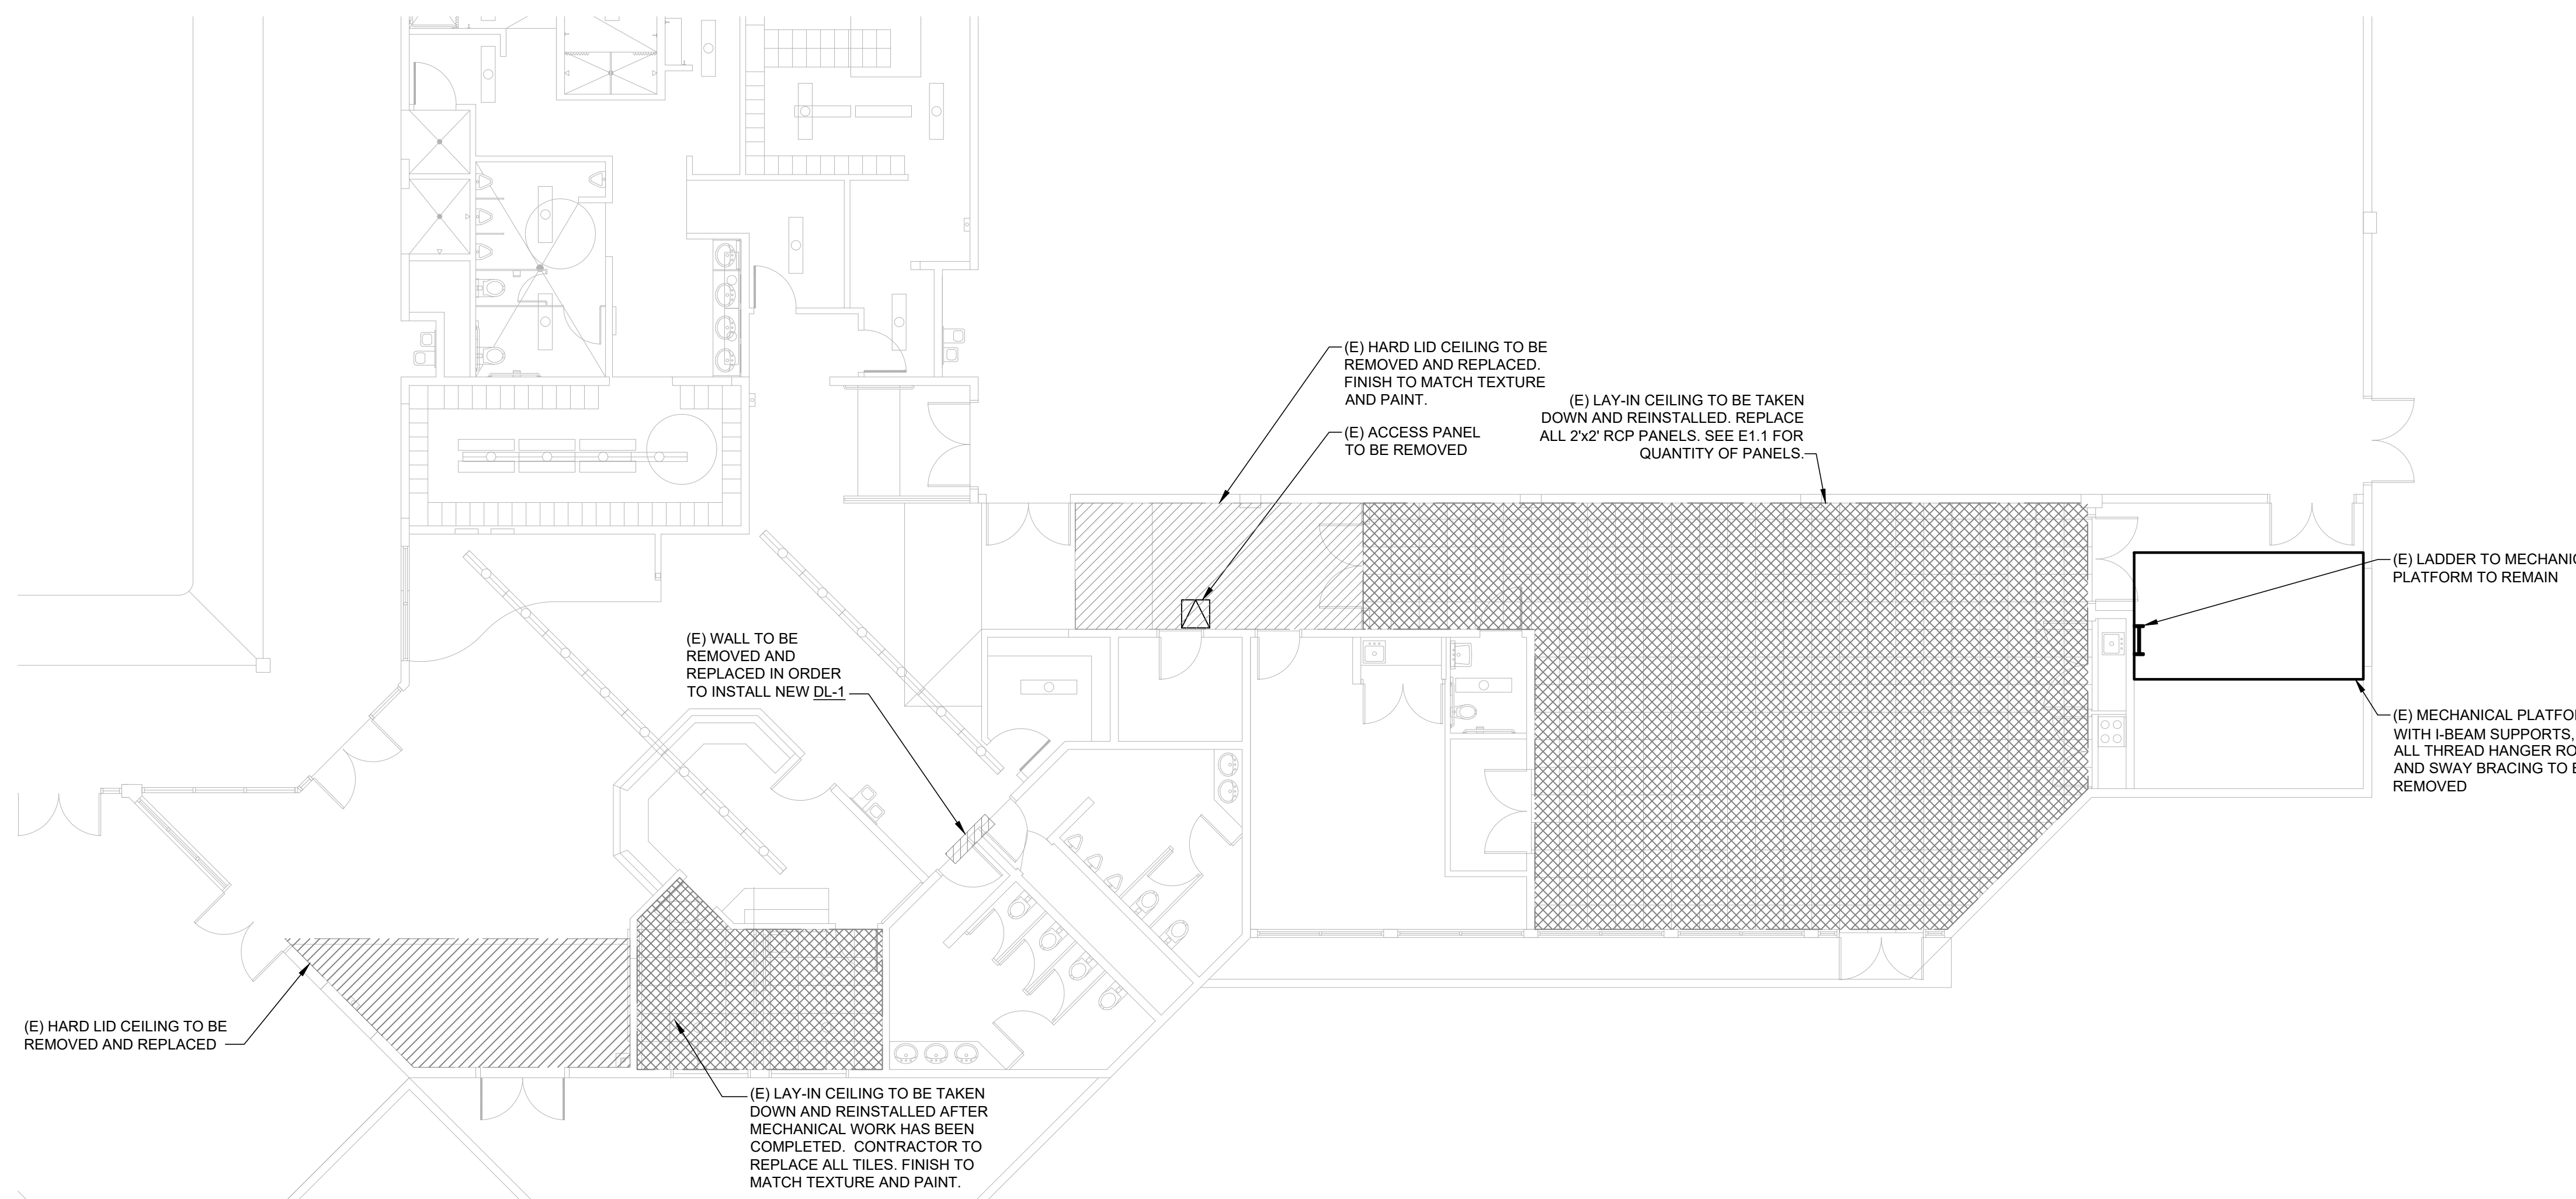 (E) HARD LID CEILING TO BE
REMOVED AND REPLACED.
FINISH TO MATCH TEXTURE
AND PAINT.
(E) ACCESS PANEL
TO BE REMOVED
(E) LAY-IN CEILING TO BE TAKEN
DOWN AND REINSTALLED. REPLACE
ALL 2'x2' RCP PANELS. SEE E1.1 FOR
QUANTITY OF PANELS.
(E) LADDER TO
PLATFORM TO REMAIN
(E) WALL TO BE
REMOVED AND
REPLACED IN ORDER
TO INSTALL NEW DL-1
(E) MECHANICAL
WITH I-BEAM SUPPORTS,
ALL THREAD HANGER
AND SWAY BRACING TO
REMOVED
(E) HARD LID CEILING TO BE
REMOVED AND REPLACED
(E) LAY-IN CEILING TO BE TAKEN
DOWN AND REINSTALLED AFTER
MECHANICAL WORK HAS BEEN
COMPLETED. CONTRACTOR TO
REPLACE ALL TILES. FINISH TO
MATCH TEXTURE AND PAINT.